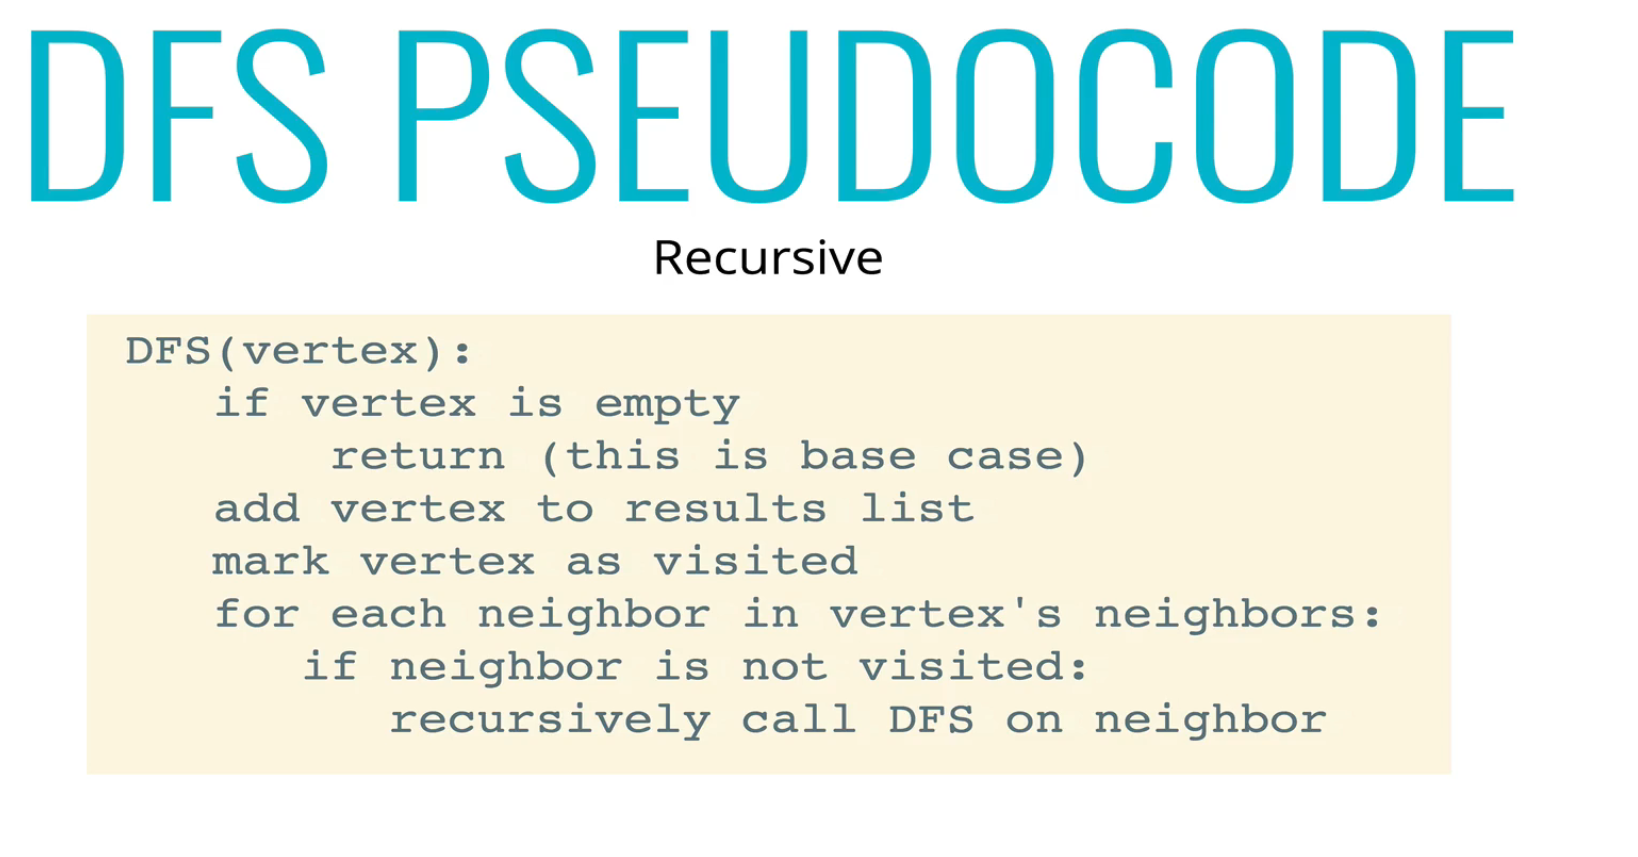 DFS PSEUDOCODE
Recursive
DFS(vertex):
if vertex is empty
return (this is base case)
add vertex to results list
mark vertex as visited
for each neighbor in vertex's neighbors:
if neighbor is not visited:
recursively call DFS on neighbor